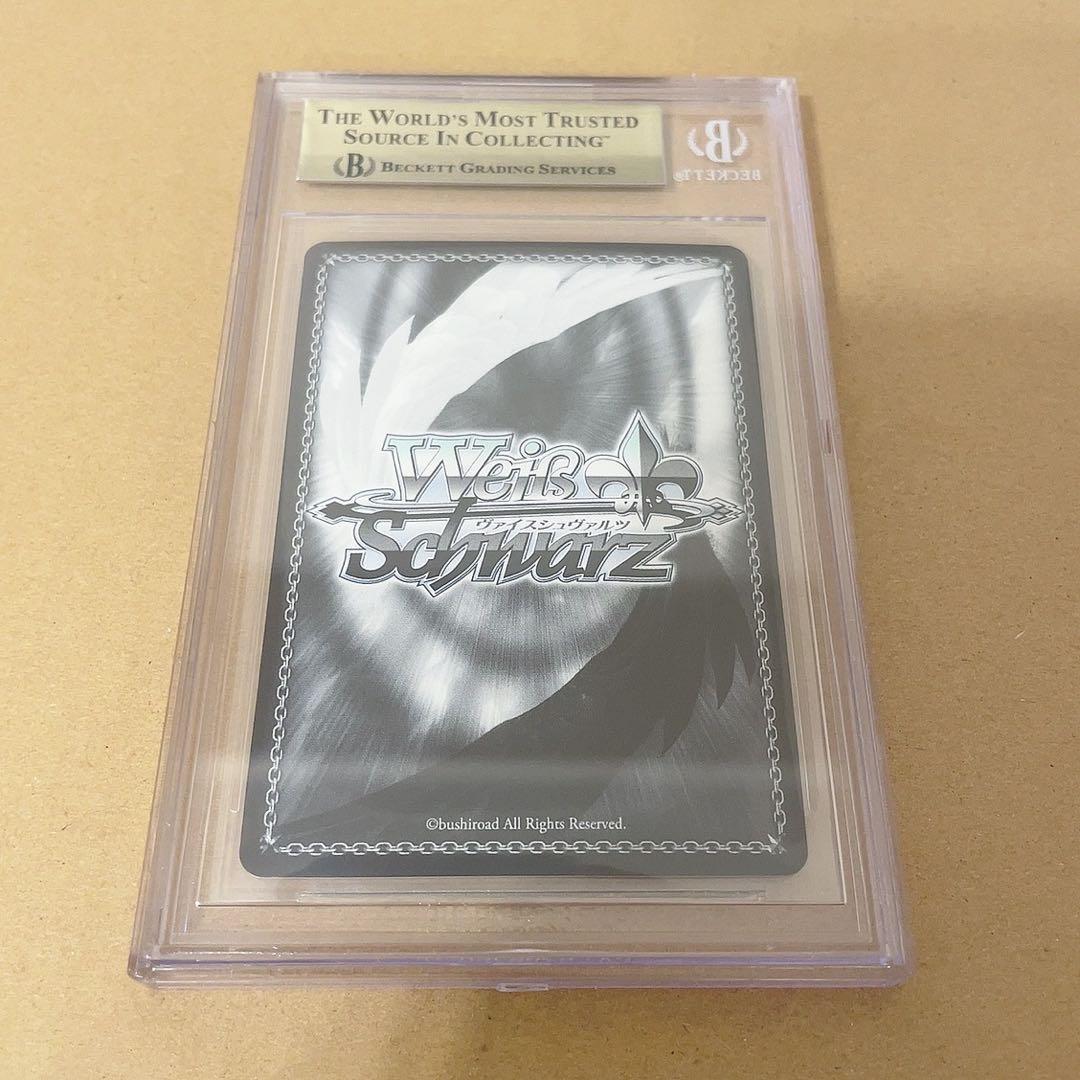 THE WORLD'S MOST TRUSTED
SOURCE IN COLLECTING™
B BECKETT GRADING SERVICES
B
BECKETT®
Weiß
ヴァイスシュヴァルツ
Schwarz
©bushiroad All Rights Reserved.